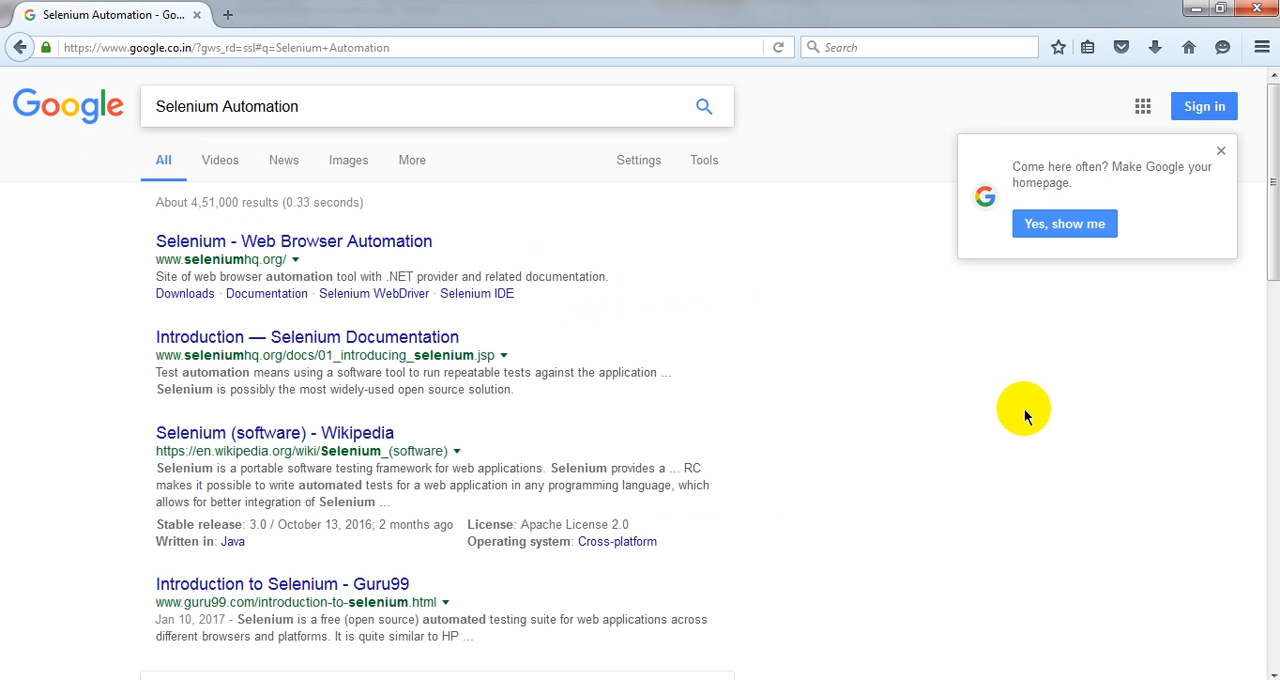 Selenium Automation - Go...
https://www.google.co.in/?gws_rd=ssl#q=Selenium+Automation
Search
Google
Selenium Automation
Sign in
All Videos News Images More Settings Tools
Come here often? Make Google your
homepage.
Yes, show me
About 4,51,000 results (0.33 seconds)
Selenium - Web Browser Automation
www.seleniumhq.org/
Site of web browser automation tool with .NET provider and related documentation.
Downloads · Documentation · Selenium WebDriver · Selenium IDE
Introduction — Selenium Documentation
www.seleniumhq.org/docs/01_introducing_selenium.jsp
Test automation means using a software tool to run repeatable tests against the application ...
Selenium is possibly the most widely-used open source solution.
Selenium (software) - Wikipedia
https://en.wikipedia.org/wiki/Selenium_(software)
Selenium is a portable software testing framework for web applications. Selenium provides a ... RC
makes it possible to write automated tests for a web application in any programming language, which
allows for better integration of Selenium ...
Stable release: 3.0 / October 13, 2016; 2 months ago License: Apache License 2.0
Written in: Java Operating system: Cross-platform
Introduction to Selenium - Guru99
www.guru99.com/introduction-to-selenium.html
Jan 10, 2017 - Selenium is a free (open source) automated testing suite for web applications across
different browsers and platforms. It is quite similar to HP ...